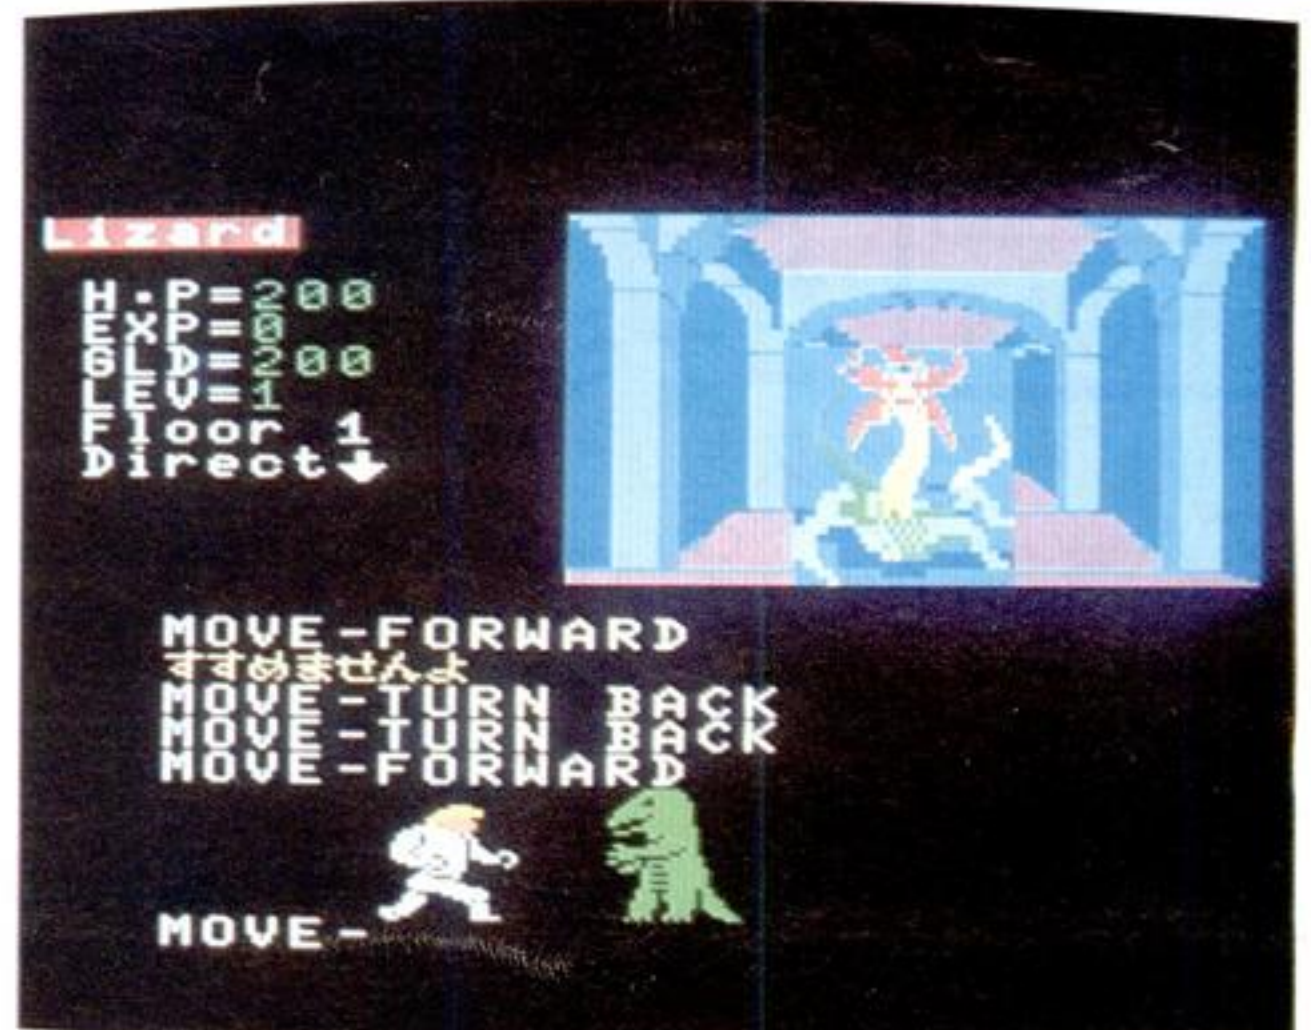 Lizard
H.P=200
EXP=0
GLD=200
LEV=1
Floor 1
Direct↓
MOVE-FORWARD
すすめませんよ
MOVE-TURN BACK
MOVE-TURN BACK
MOVE-FORWARD
MOVE-